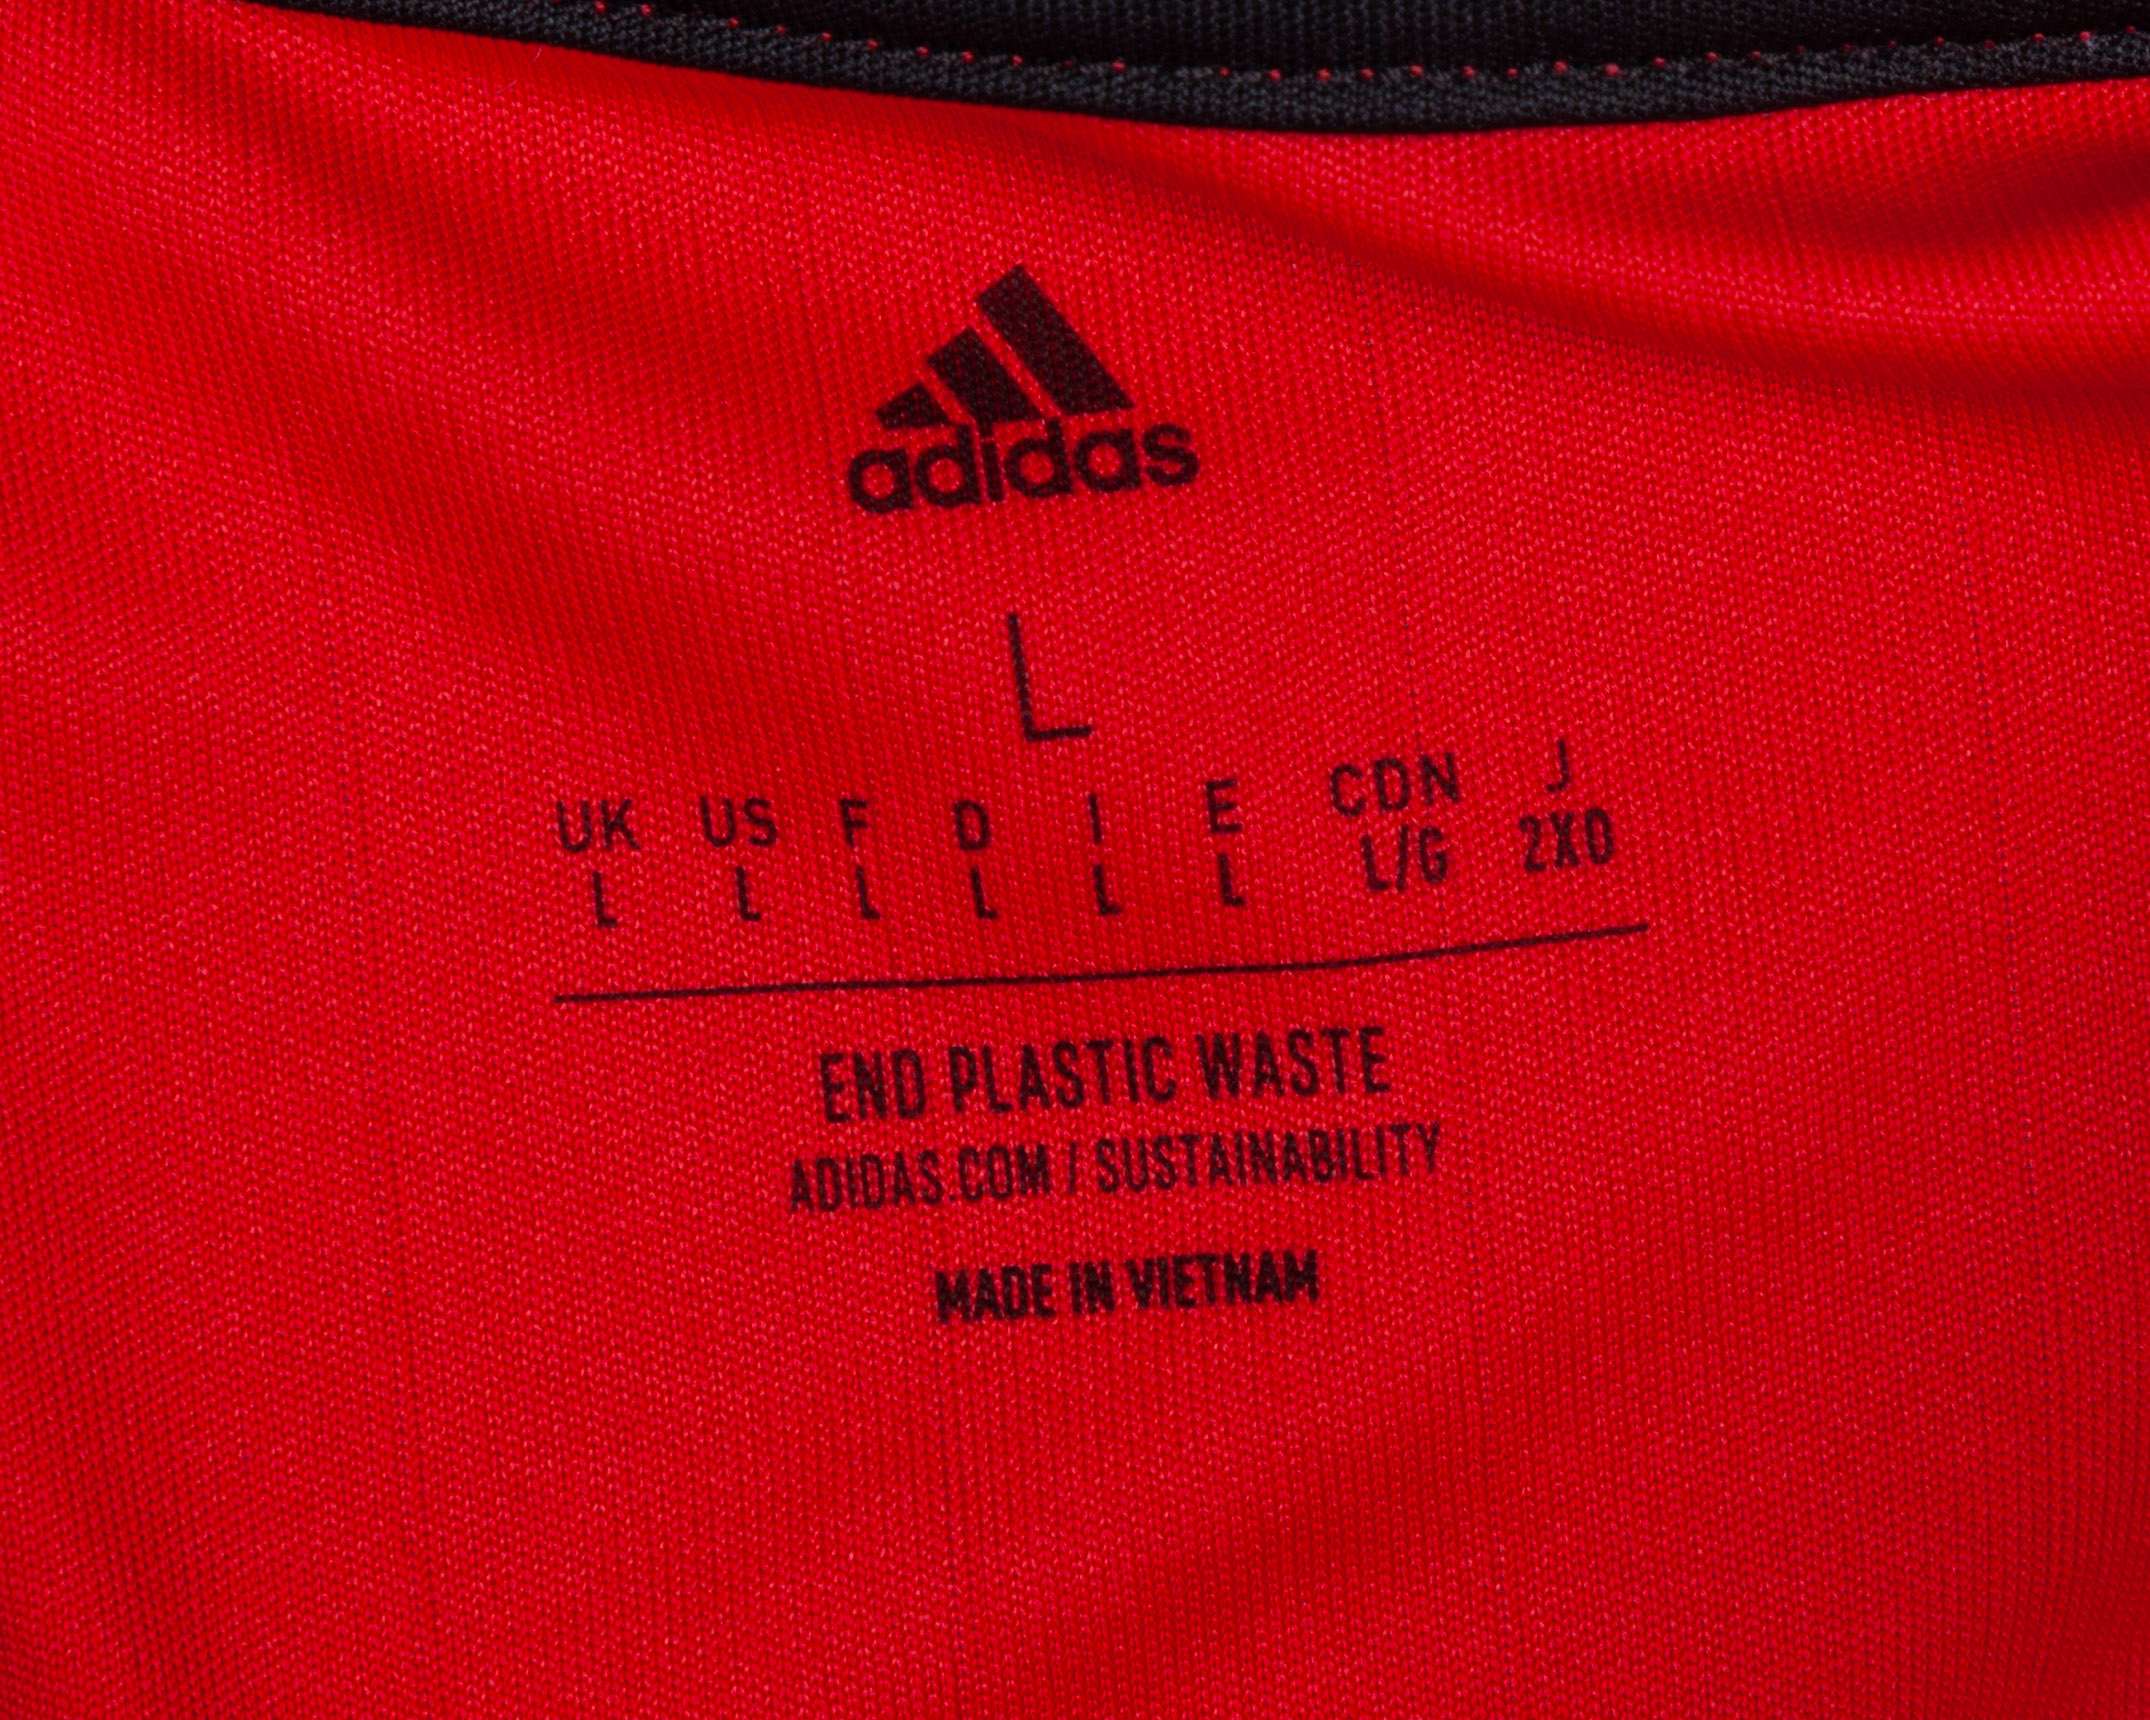 adidas
L
UK US F D I E CDN J
L L L L L L L/G 2XO
END PLASTIC WASTE
ADIDAS.COM / SUSTAINABILITY
MADE IN VIETNAM